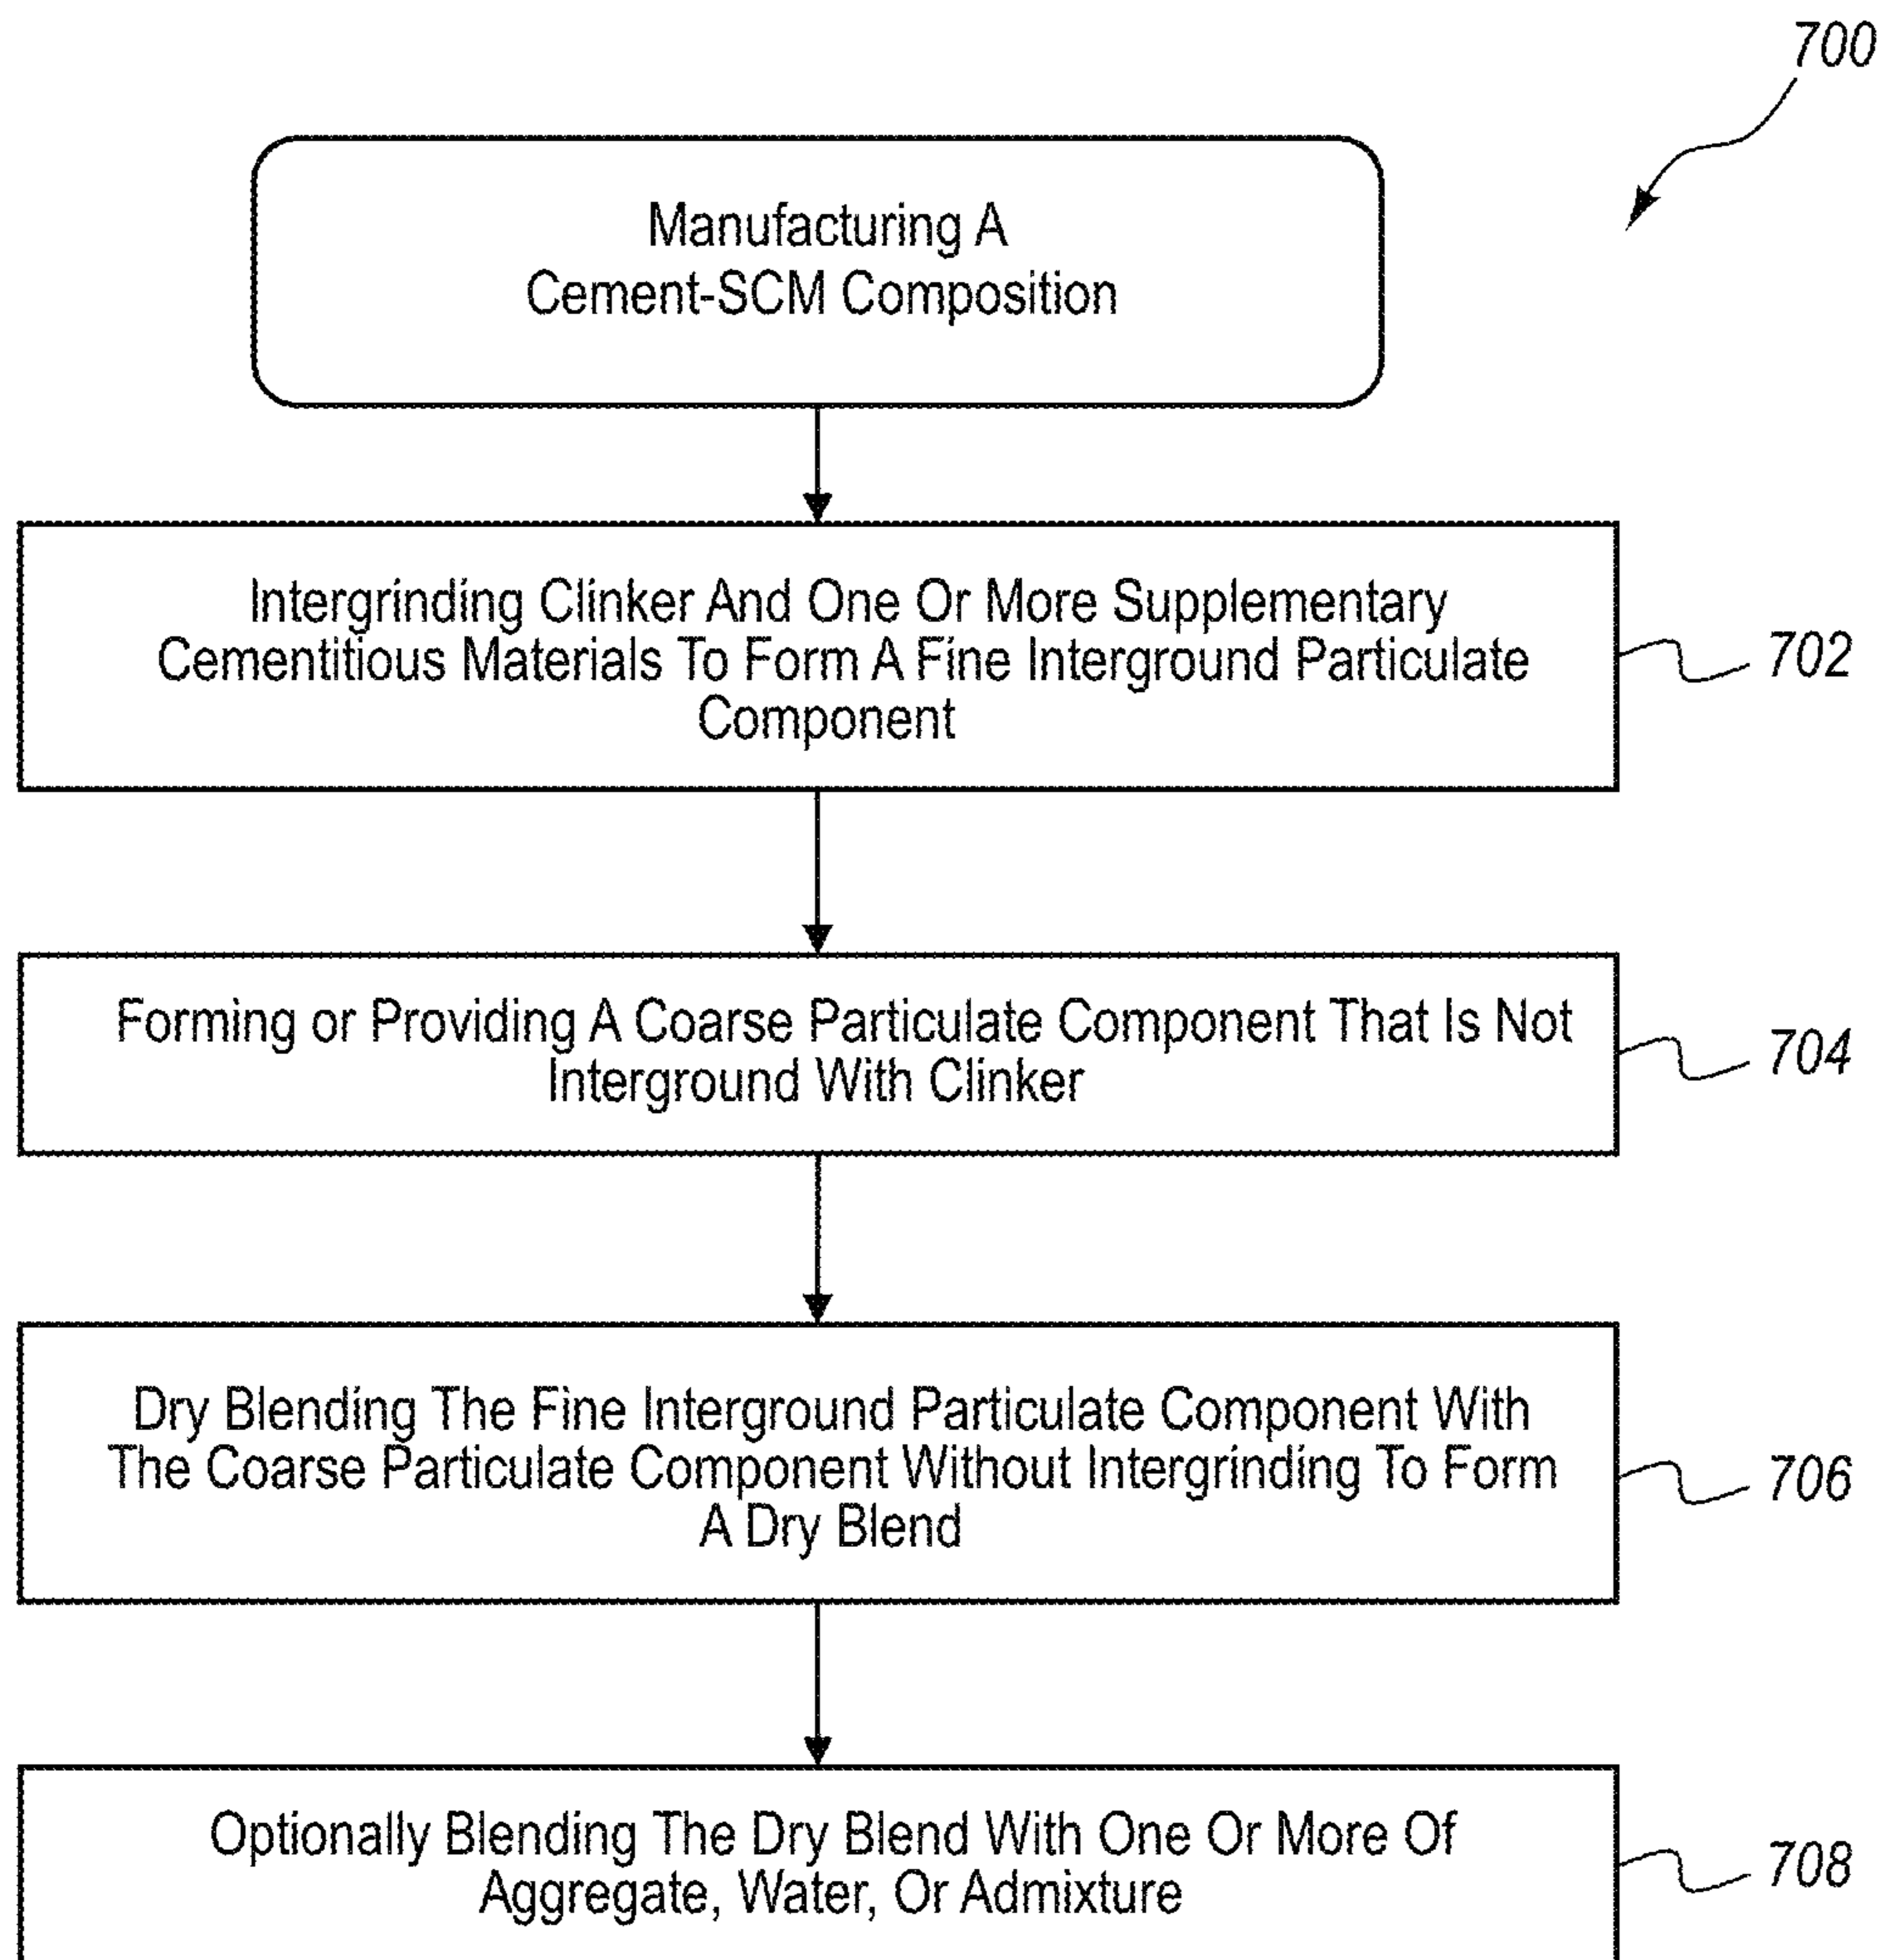 700
Manufacturing A
Cement-SCM Composition
Intergrinding Clinker And One Or More Supplementary
Cementitious Materials To Form A Fine Interground Particulate
Component
702
Forming or Providing A Coarse Particulate Component That Is Not
Interground With Clinker
704
Dry Blending The Fine Interground Particulate Component With
The Coarse Particulate Component Without Intergrinding To Form
A Dry Blend
706
Optionally Blending The Dry Blend With One Or More Of
Aggregate, Water, Or Admixture
708